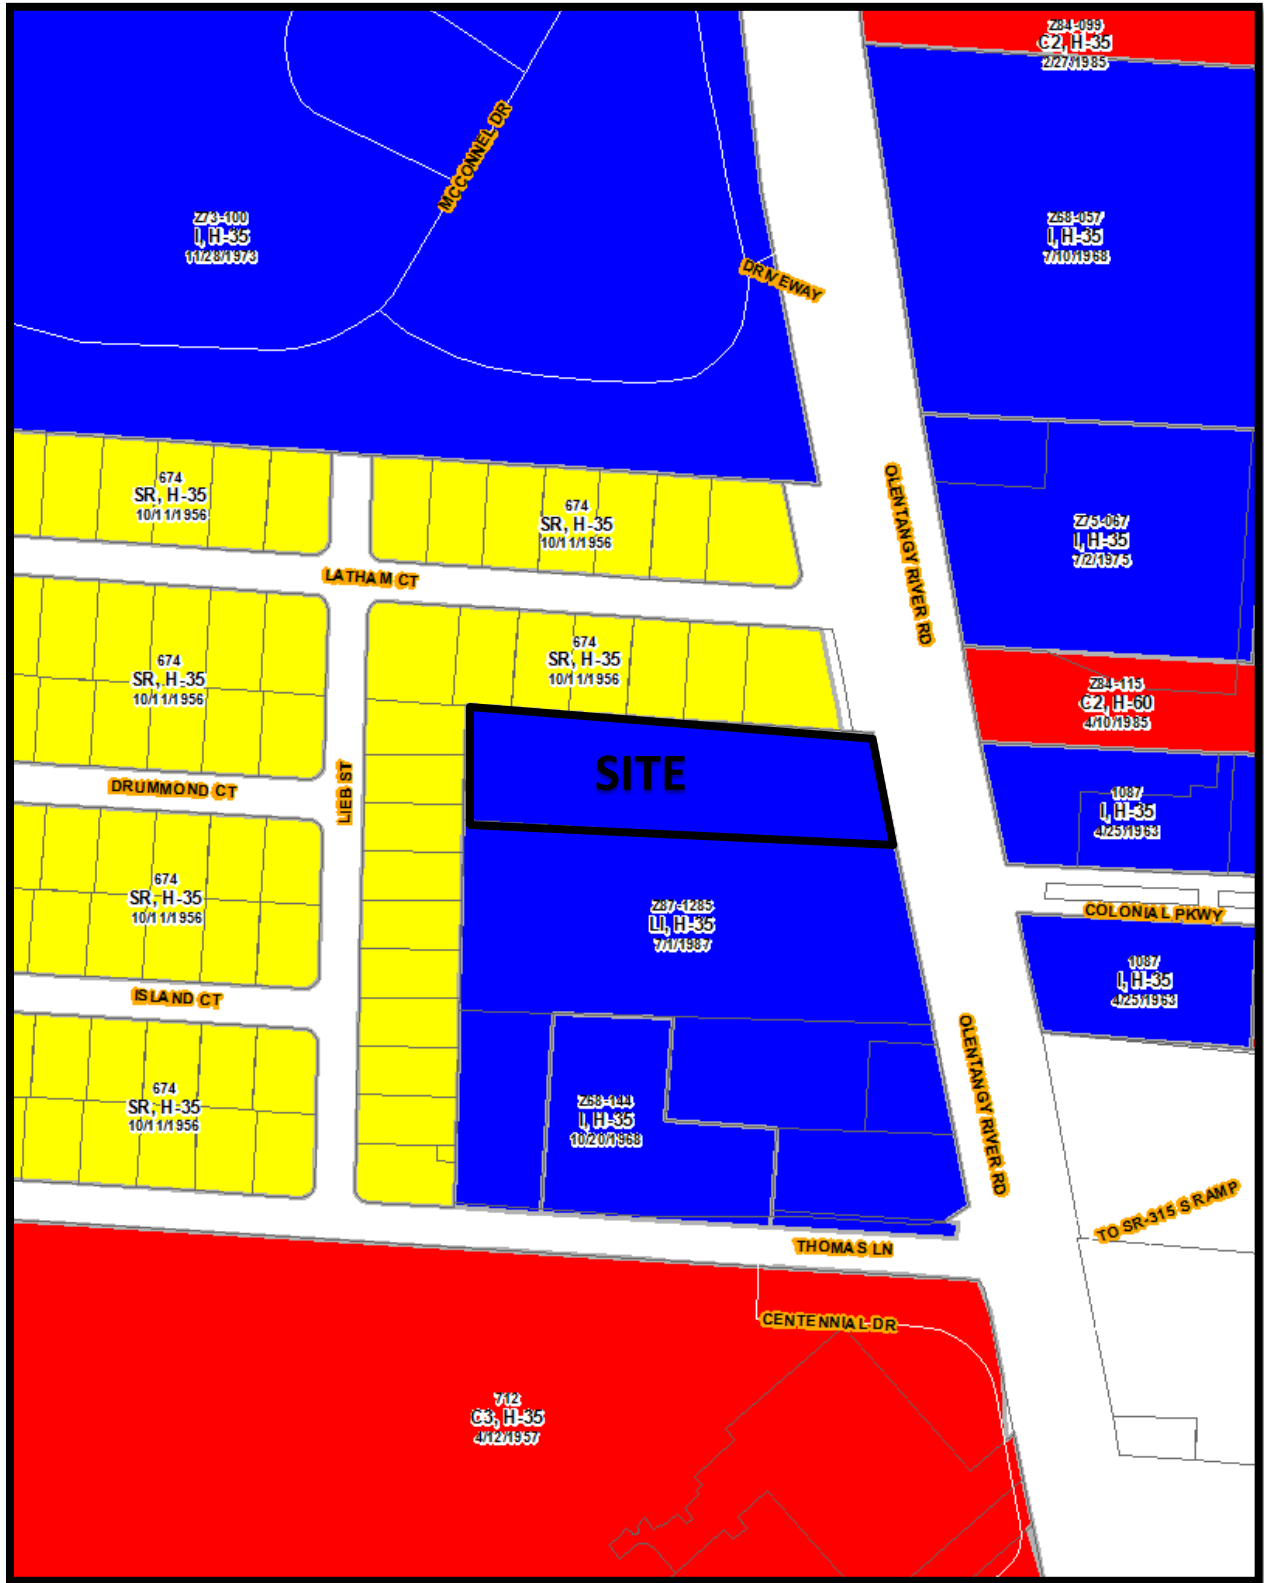 Z84-099
C2, H-35
2/27/1985
MCCONNEL DR
Z73-100
I, H-35
11/28/1973
Z68-057
I, H-35
7/10/1968
DRIVEWAY
674
SR, H-35
10/11/1956
674
SR, H-35
10/11/1956
OLENTANGY RIVER RD
Z75-067
I, H-35
7/2/1975
LATHAM CT
674
SR, H-35
10/11/1956
674
SR, H-35
10/11/1956
Z84-115
C2, H-60
4/10/1985
SITE
DRUMMOND CT
LIEB ST
1087
I, H-35
4/25/1963
674
SR, H-35
10/11/1956
Z87-1285
LI, H-35
7/1/1987
COLONIAL PKWY
1087
I, H-35
4/25/1963
ISLAND CT
OLENTANGY RIVER RD
674
SR, H-35
10/11/1956
Z68-144
I, H-35
10/20/1968
TO SR-315 S RAMP
THOMAS LN
CENTENNIAL DR
712
C3, H-35
4/12/1957